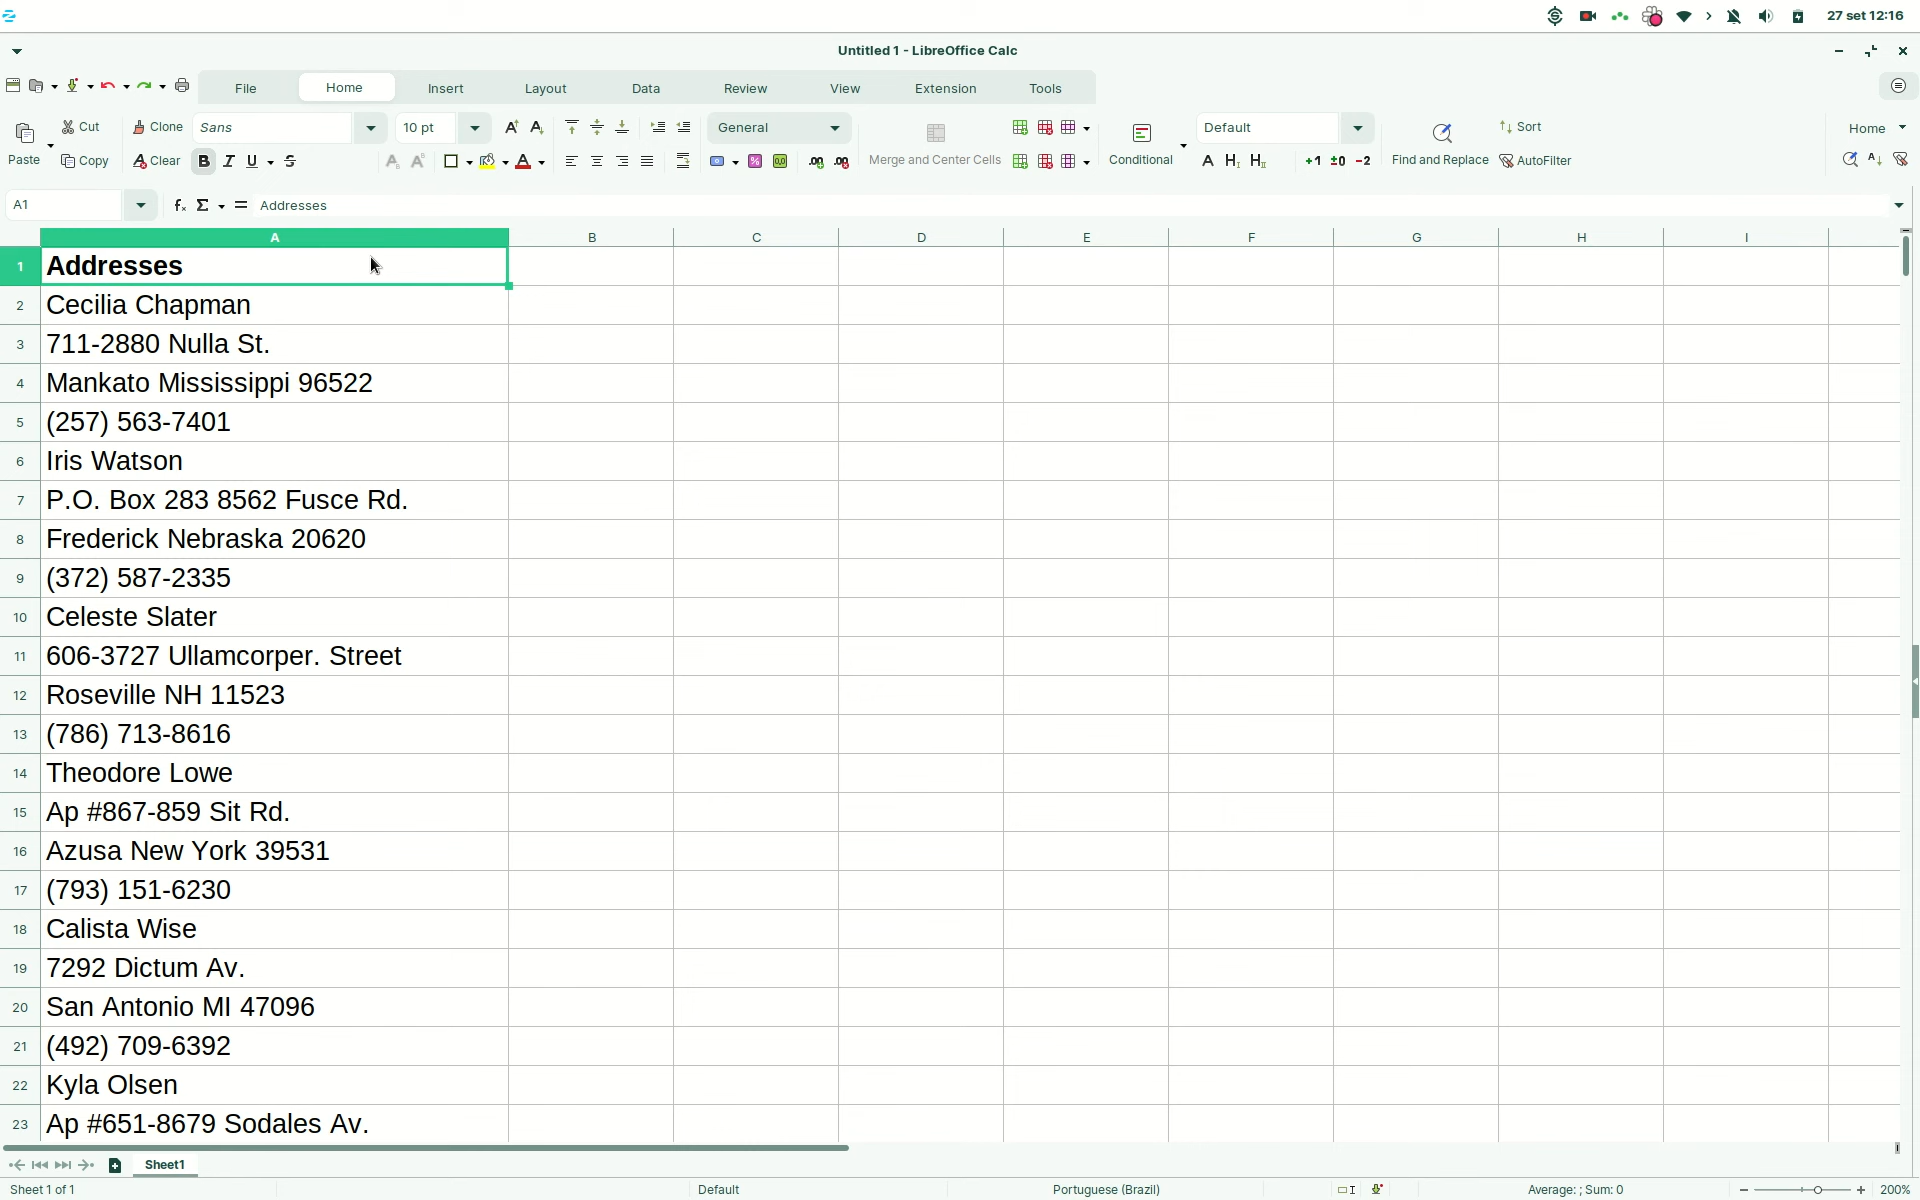 27 set 12:16
Untitled 1 - LibreOffice Calc
File Home Insert Layout Data Review View Extension Tools
Paste
Cut
Copy
Clone
Clear
Sans
10 pt
General
Merge and Center Cells
Conditional
Default
Find and Replace
Sort
AutoFilter
Home
A1
Addresses
A B C D E F G H I
1 Addresses
2 Cecilia Chapman
3 711-2880 Nulla St.
4 Mankato Mississippi 96522
5 (257) 563-7401
6 Iris Watson
7 P.O. Box 283 8562 Fusce Rd.
8 Frederick Nebraska 20620
9 (372) 587-2335
10 Celeste Slater
11 606-3727 Ullamcorper. Street
12 Roseville NH 11523
13 (786) 713-8616
14 Theodore Lowe
15 Ap #867-859 Sit Rd.
16 Azusa New York 39531
17 (793) 151-6230
18 Calista Wise
19 7292 Dictum Av.
20 San Antonio MI 47096
21 (492) 709-6392
22 Kyla Olsen
23 Ap #651-8679 Sodales Av.
Sheet1
Sheet 1 of 1
Default
Portuguese (Brazil)
Average: ; Sum: 0
200%